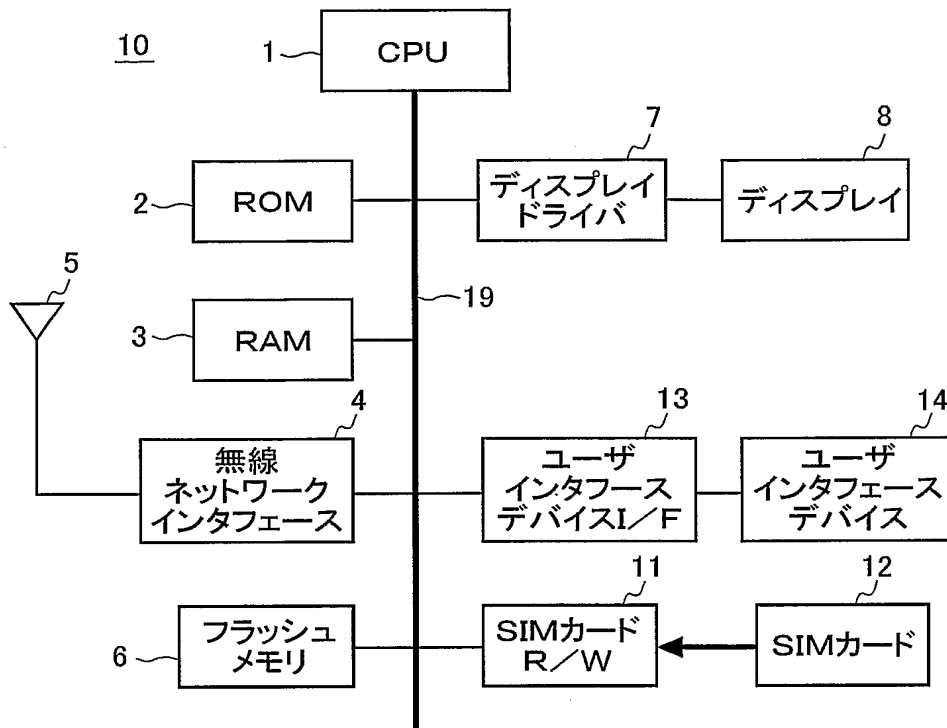 10
1
CPU
2
ROM
7
ディスプレイ
ドライバ
8
ディスプレイ
5
3
RAM
19
4
無線
ネットワーク
インタフェース
13
ユーザ
インタフース
デバイスI／F
14
ユーザ
インタフェース
デバイス
6
フラッシュ
メモリ
11
SIMカード
R／W
12
SIMカード